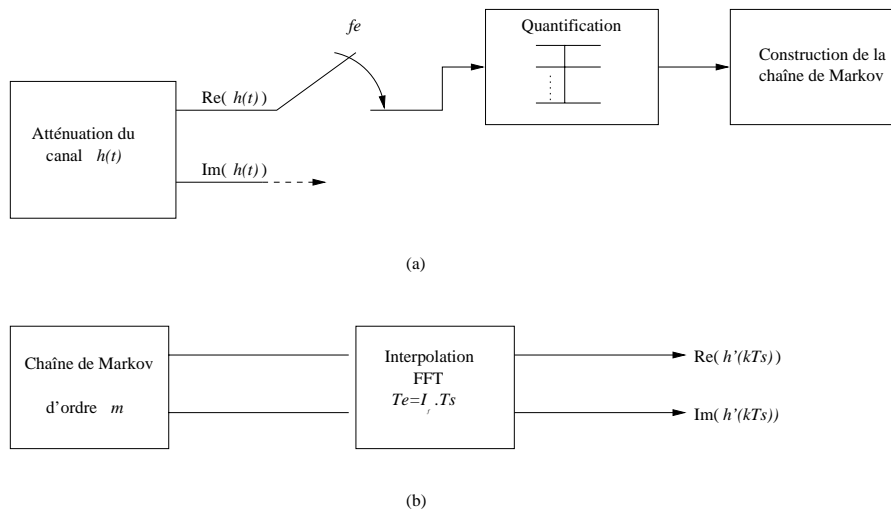 fe
Quantification
Construction de la
chaîne de Markov
Re( h(t) )
Atténuation du
canal h(t)
Im( h(t) )
(a)
Chaîne de Markov
d'ordre m
Interpolation
FFT
Te=I_f .Ts
Re( h'(kTs) )
Im( h'(kTs))
(b)